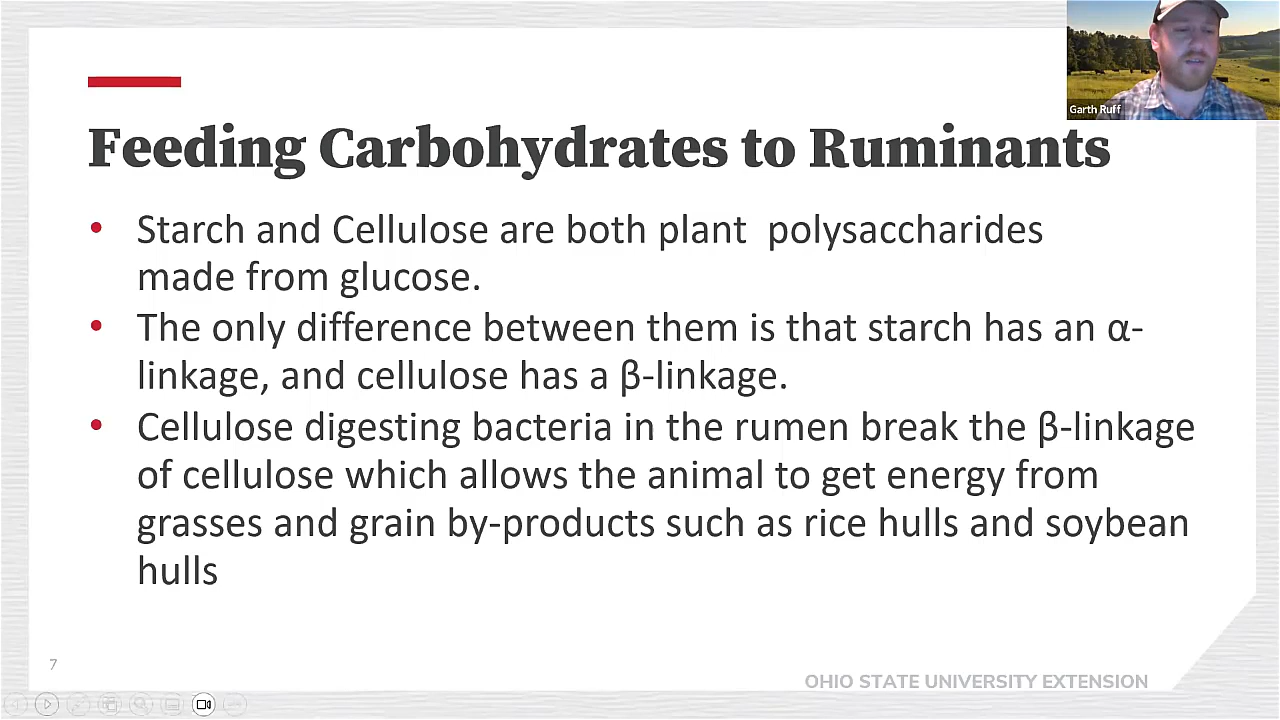 Garth Ruff
Feeding Carbohydrates to Ruminants
• Starch and Cellulose are both plant  polysaccharides
made from glucose.
• The only difference between them is that starch has an α-
linkage, and cellulose has a β-linkage.
• Cellulose digesting bacteria in the rumen break the β-linkage
of cellulose which allows the animal to get energy from
grasses and grain by-products such as rice hulls and soybean
hulls
7
OHIO STATE UNIVERSITY EXTENSION